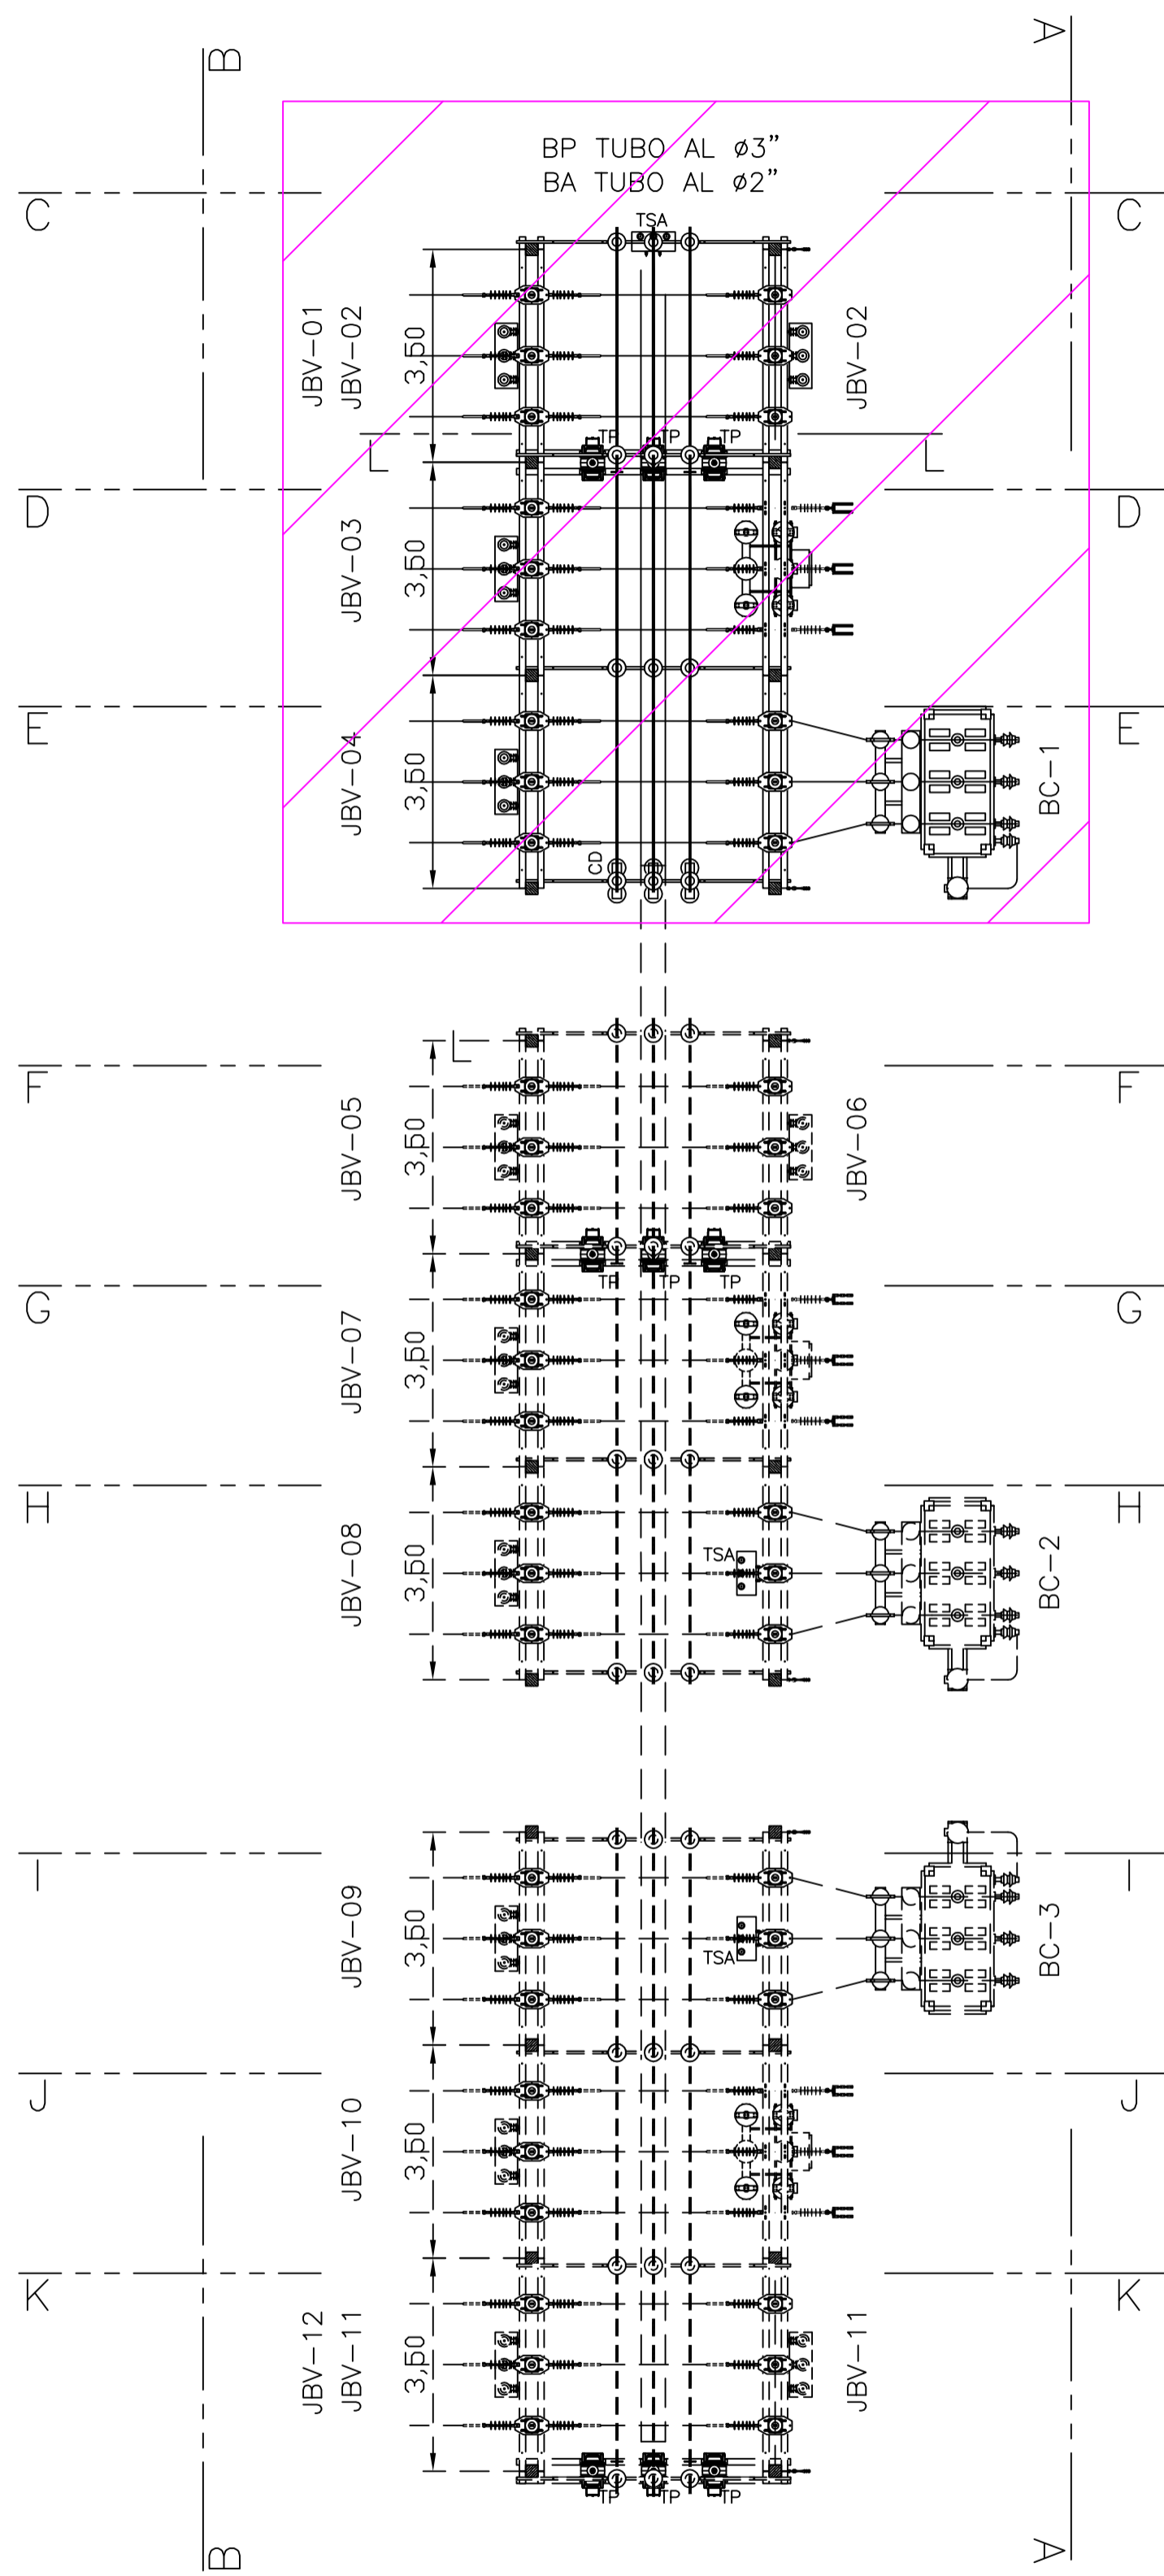 B
A
BP TUBO AL ø3”
BA TUBO AL ø2”
C
C
TSA
JBV-01
JBV-02
3,50
JBV-02
TP
TP
TP
L
L
D
D
JBV-03
3,50
E
E
JBV-04
3,50
BC-1
CD
L
F
F
JBV-05
3,50
JBV-06
TP
TP
TP
G
G
JBV-07
3,50
H
H
JBV-08
3,50
TSA
BC-2
I
I
JBV-09
3,50
TSA
BC-3
J
J
JBV-10
3,50
K
K
JBV-12
JBV-11
3,50
JBV-11
TP
TP
TP
B
A